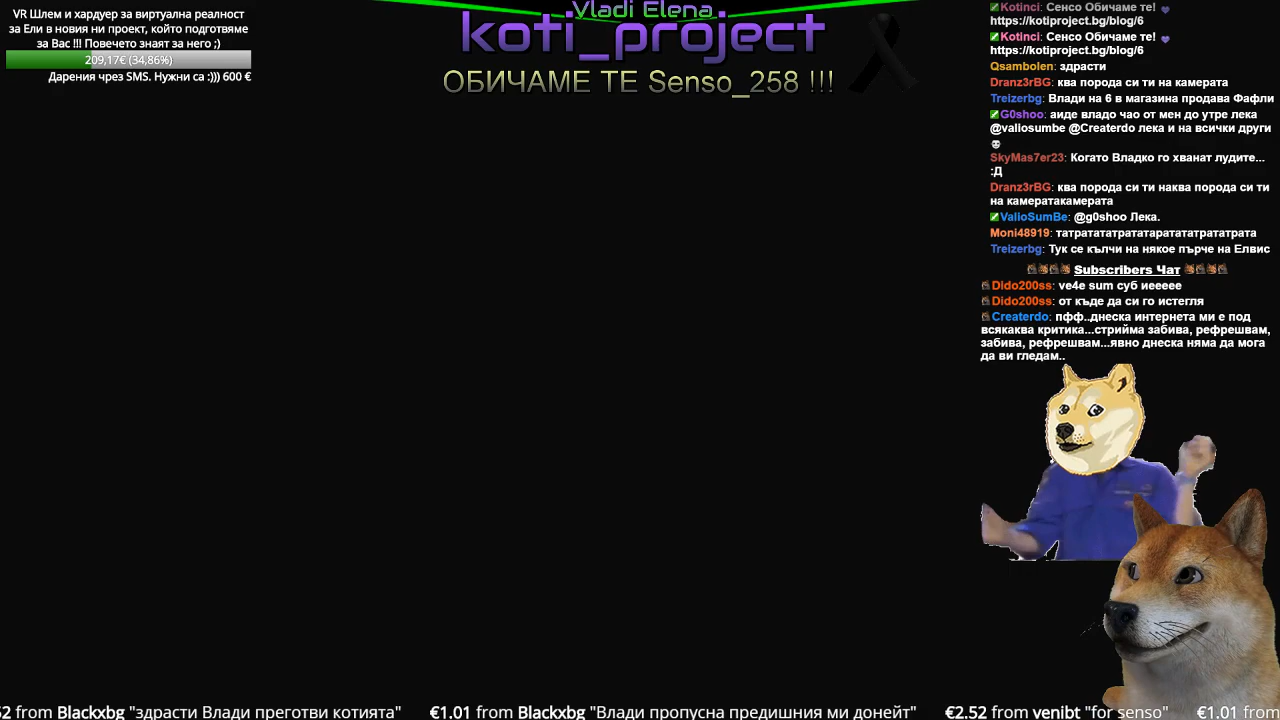 VR Шлем и хардуер за виртуална реалност
за Ели в новия ни проект, който подготвяме
за Вас !!! Повечето знаят за него ;)
209,17€ (34,86%)
Дарения чрез SMS. Нужни са :))) 600 €
Vladi Elena
koti_project
ОБИЧАМЕ ТЕ Senso_258 !!!
Kotinci: Сенсо Обичаме те!
https://kotiproject.bg/blog/6
Kotinci: Сенсо Обичаме те!
https://kotiproject.bg/blog/6
Qsambolen: здрасти
Dranz3rBG: ква порода си ти на камерата
Treizerbg: Влади на 6 в магазина продава Фафли
G0shoo: аиде владо чао от мен до утре лека
@valiosumbe @Createrdo лека и на всички други
SkyMas7er23: Когато Владко го хванат лудите...
:Д
Dranz3rBG: ква порода си ти наква порода си ти
на камератакамерата
ValioSumBe: @g0shoo Лека.
Moni48919: татрататратататарататататрататрата
Treizerbg: Тук се кълчи на някое пърче на Елвис
Subscribers Чат
Dido200ss: ve4e sum суб иеееее
Dido200ss: от къде да си го истегля
Createrdo: пфф..днеска интернета ми е под
всякаква критика...стрийма забива, рефрешвам,
забива, рефрешвам...явно днеска няма да мога
да ви гледам..
52 from Blackxbg "здрасти Влади преготви котията" €1.01 from Blackxbg "Влади пропусна предишния ми донейт" €2.52 from venibt "for senso" €1.01 from